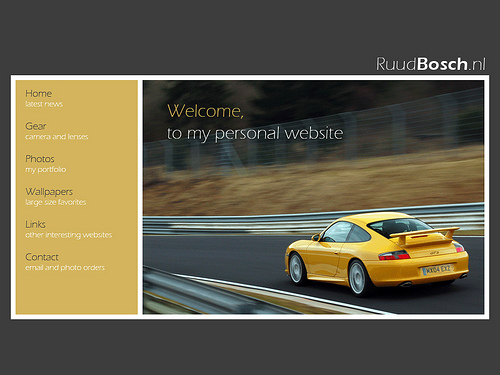 RuudBosch.nl
Home
latest news
Gear
camera and lenses
Photos
my portfolio
Wallpapers
large size favorites
Links
other interesting websites
Contact
email and photo orders
Welcome,
to my personal website
KX04 EXZ